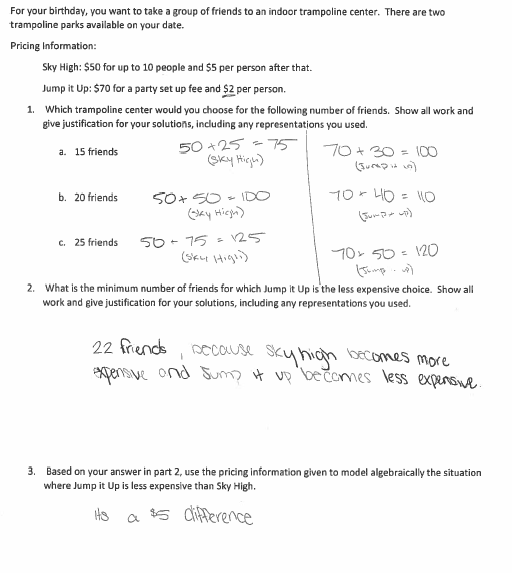 For your birthday, you want to take a group of friends to an indoor trampoline center. There are two
trampoline parks available on your date.
Pricing Information:
Sky High: $50 for up to 10 people and $5 per person after that.
Jump it Up: $70 for a party set up fee and $2 per person.
1. Which trampoline center would you choose for the following number of friends. Show all work and
give justification for your solutions, including any representations you used.
a. 15 friends 50 + 25 = 75 70 + 30 = 100
(Sky High) (Jump it up)
b. 20 friends 50 + 50 = 100 70 + 40 = 110
(Sky High) (Jump it up)
c. 25 friends 50 + 75 = 125 70 + 50 = 120
(Sky High) (Jump it up)
2. What is the minimum number of friends for which Jump it Up is the less expensive choice. Show all
work and give justification for your solutions, including any representations you used.
22 friends, because sky high becomes more
expensive and Jump it up becomes less expensive.
3. Based on your answer in part 2, use the pricing information given to model algebraically the situation
where Jump it Up is less expensive than Sky High.
Its a $5 difference